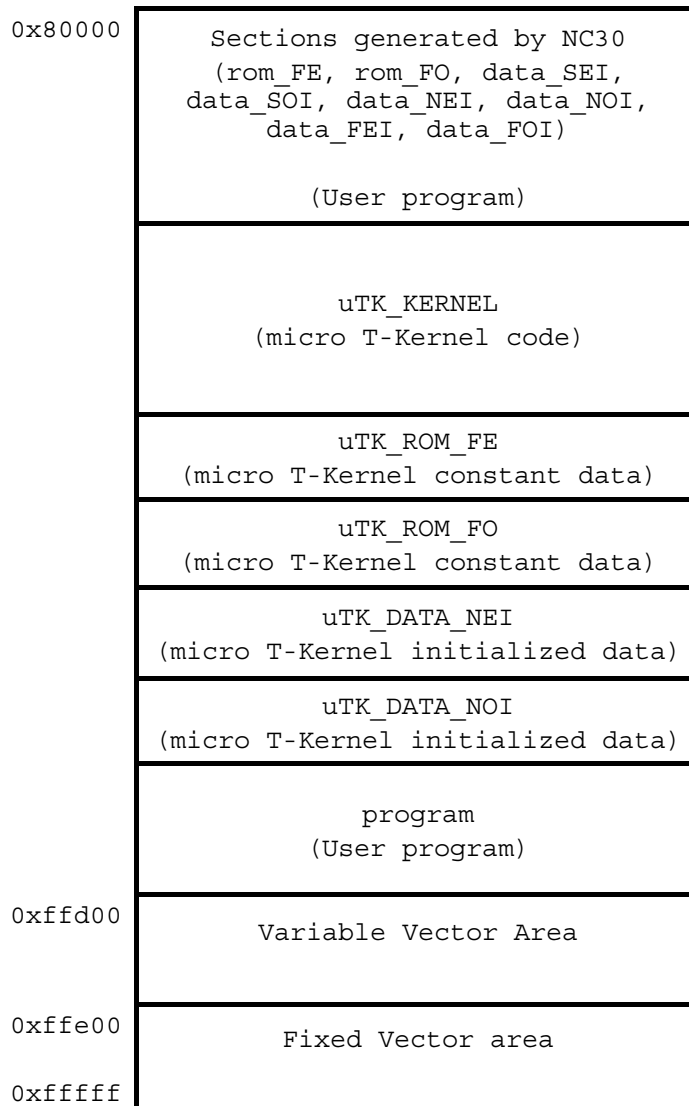 0x80000
Sections generated by NC30
(rom_FE, rom_FO, data_SEI,
data_SOI, data_NEI, data_NOI,
data_FEI, data_FOI)
(User program)
uTK_KERNEL
(micro T-Kernel code)
uTK_ROM_FE
(micro T-Kernel constant data)
uTK_ROM_FO
(micro T-Kernel constant data)
uTK_DATA_NEI
(micro T-Kernel initialized data)
uTK_DATA_NOI
(micro T-Kernel initialized data)
program
(User program)
0xffd00
Variable Vector Area
0xffe00
Fixed Vector area
0xfffff